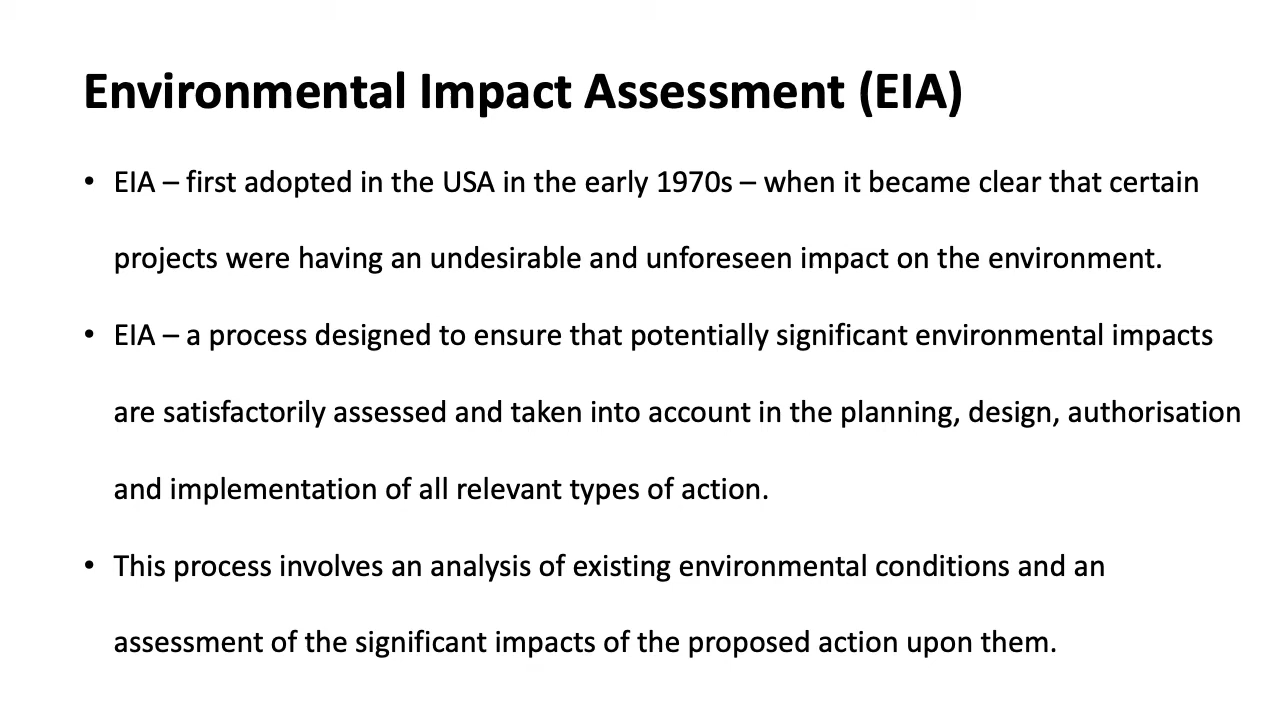 Environmental Impact Assessment (EIA)
• EIA – first adopted in the USA in the early 1970s – when it became clear that certain
projects were having an undesirable and unforeseen impact on the environment.
• EIA – a process designed to ensure that potentially significant environmental impacts
are satisfactorily assessed and taken into account in the planning, design, authorisation
and implementation of all relevant types of action.
• This process involves an analysis of existing environmental conditions and an
assessment of the significant impacts of the proposed action upon them.